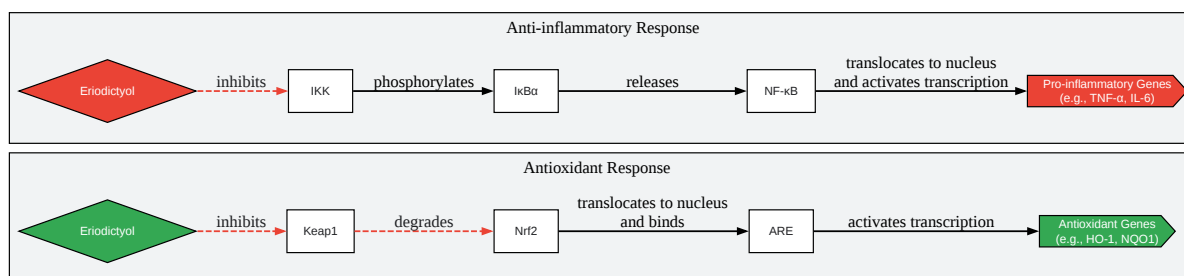 Anti-inflammatory Response
translocates to nucleus
Eriodictyol inhibits IKK phosphorylates IκBα releases NF-κB and activates transcription Pro-inflammatory Genes
(e.g., TNF-α, IL-6)
Antioxidant Response
translocates to nucleus
Eriodictyol inhibits Keap1 degrades Nrf2 and binds ARE activates transcription Antioxidant Genes
(e.g., HO-1, NQO1)